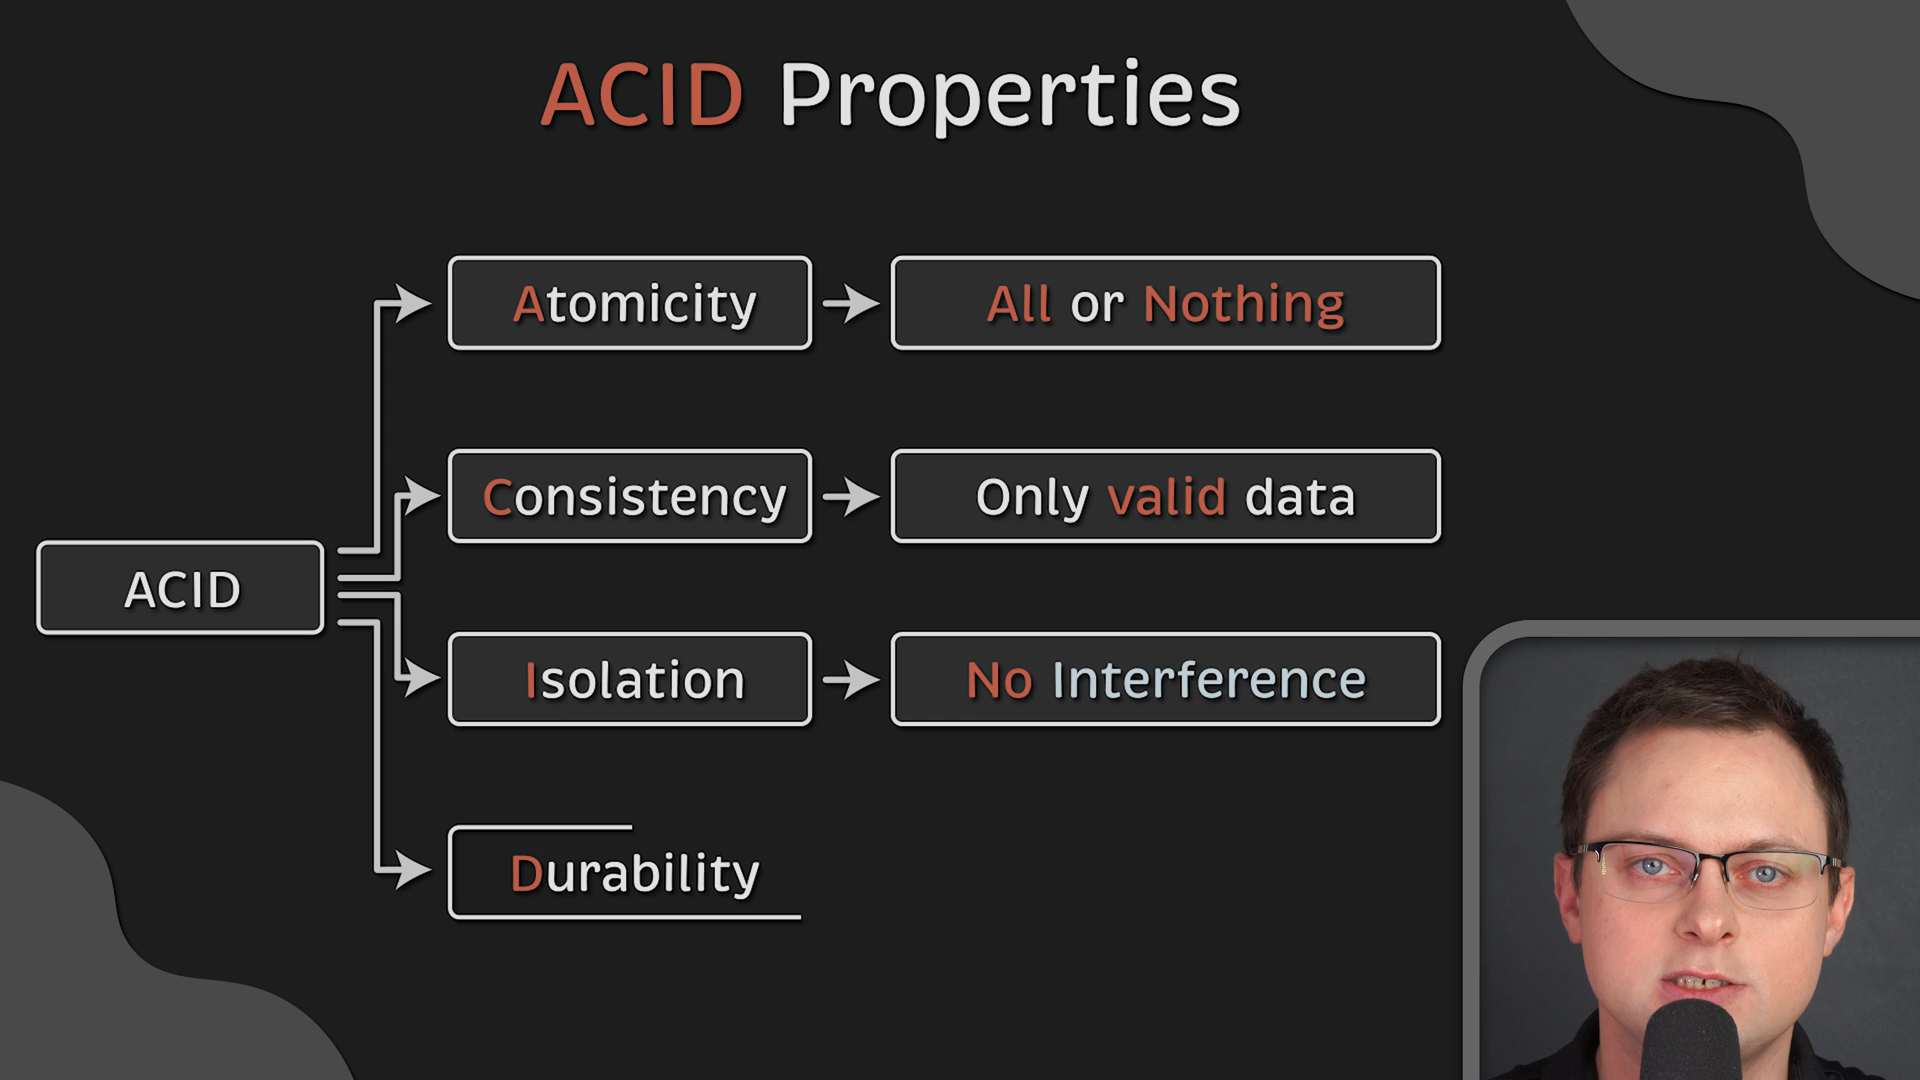 ACID Properties
Atomicity
All or Nothing
Consistency
Only valid data
ACID
Isolation
No Interference
Durability